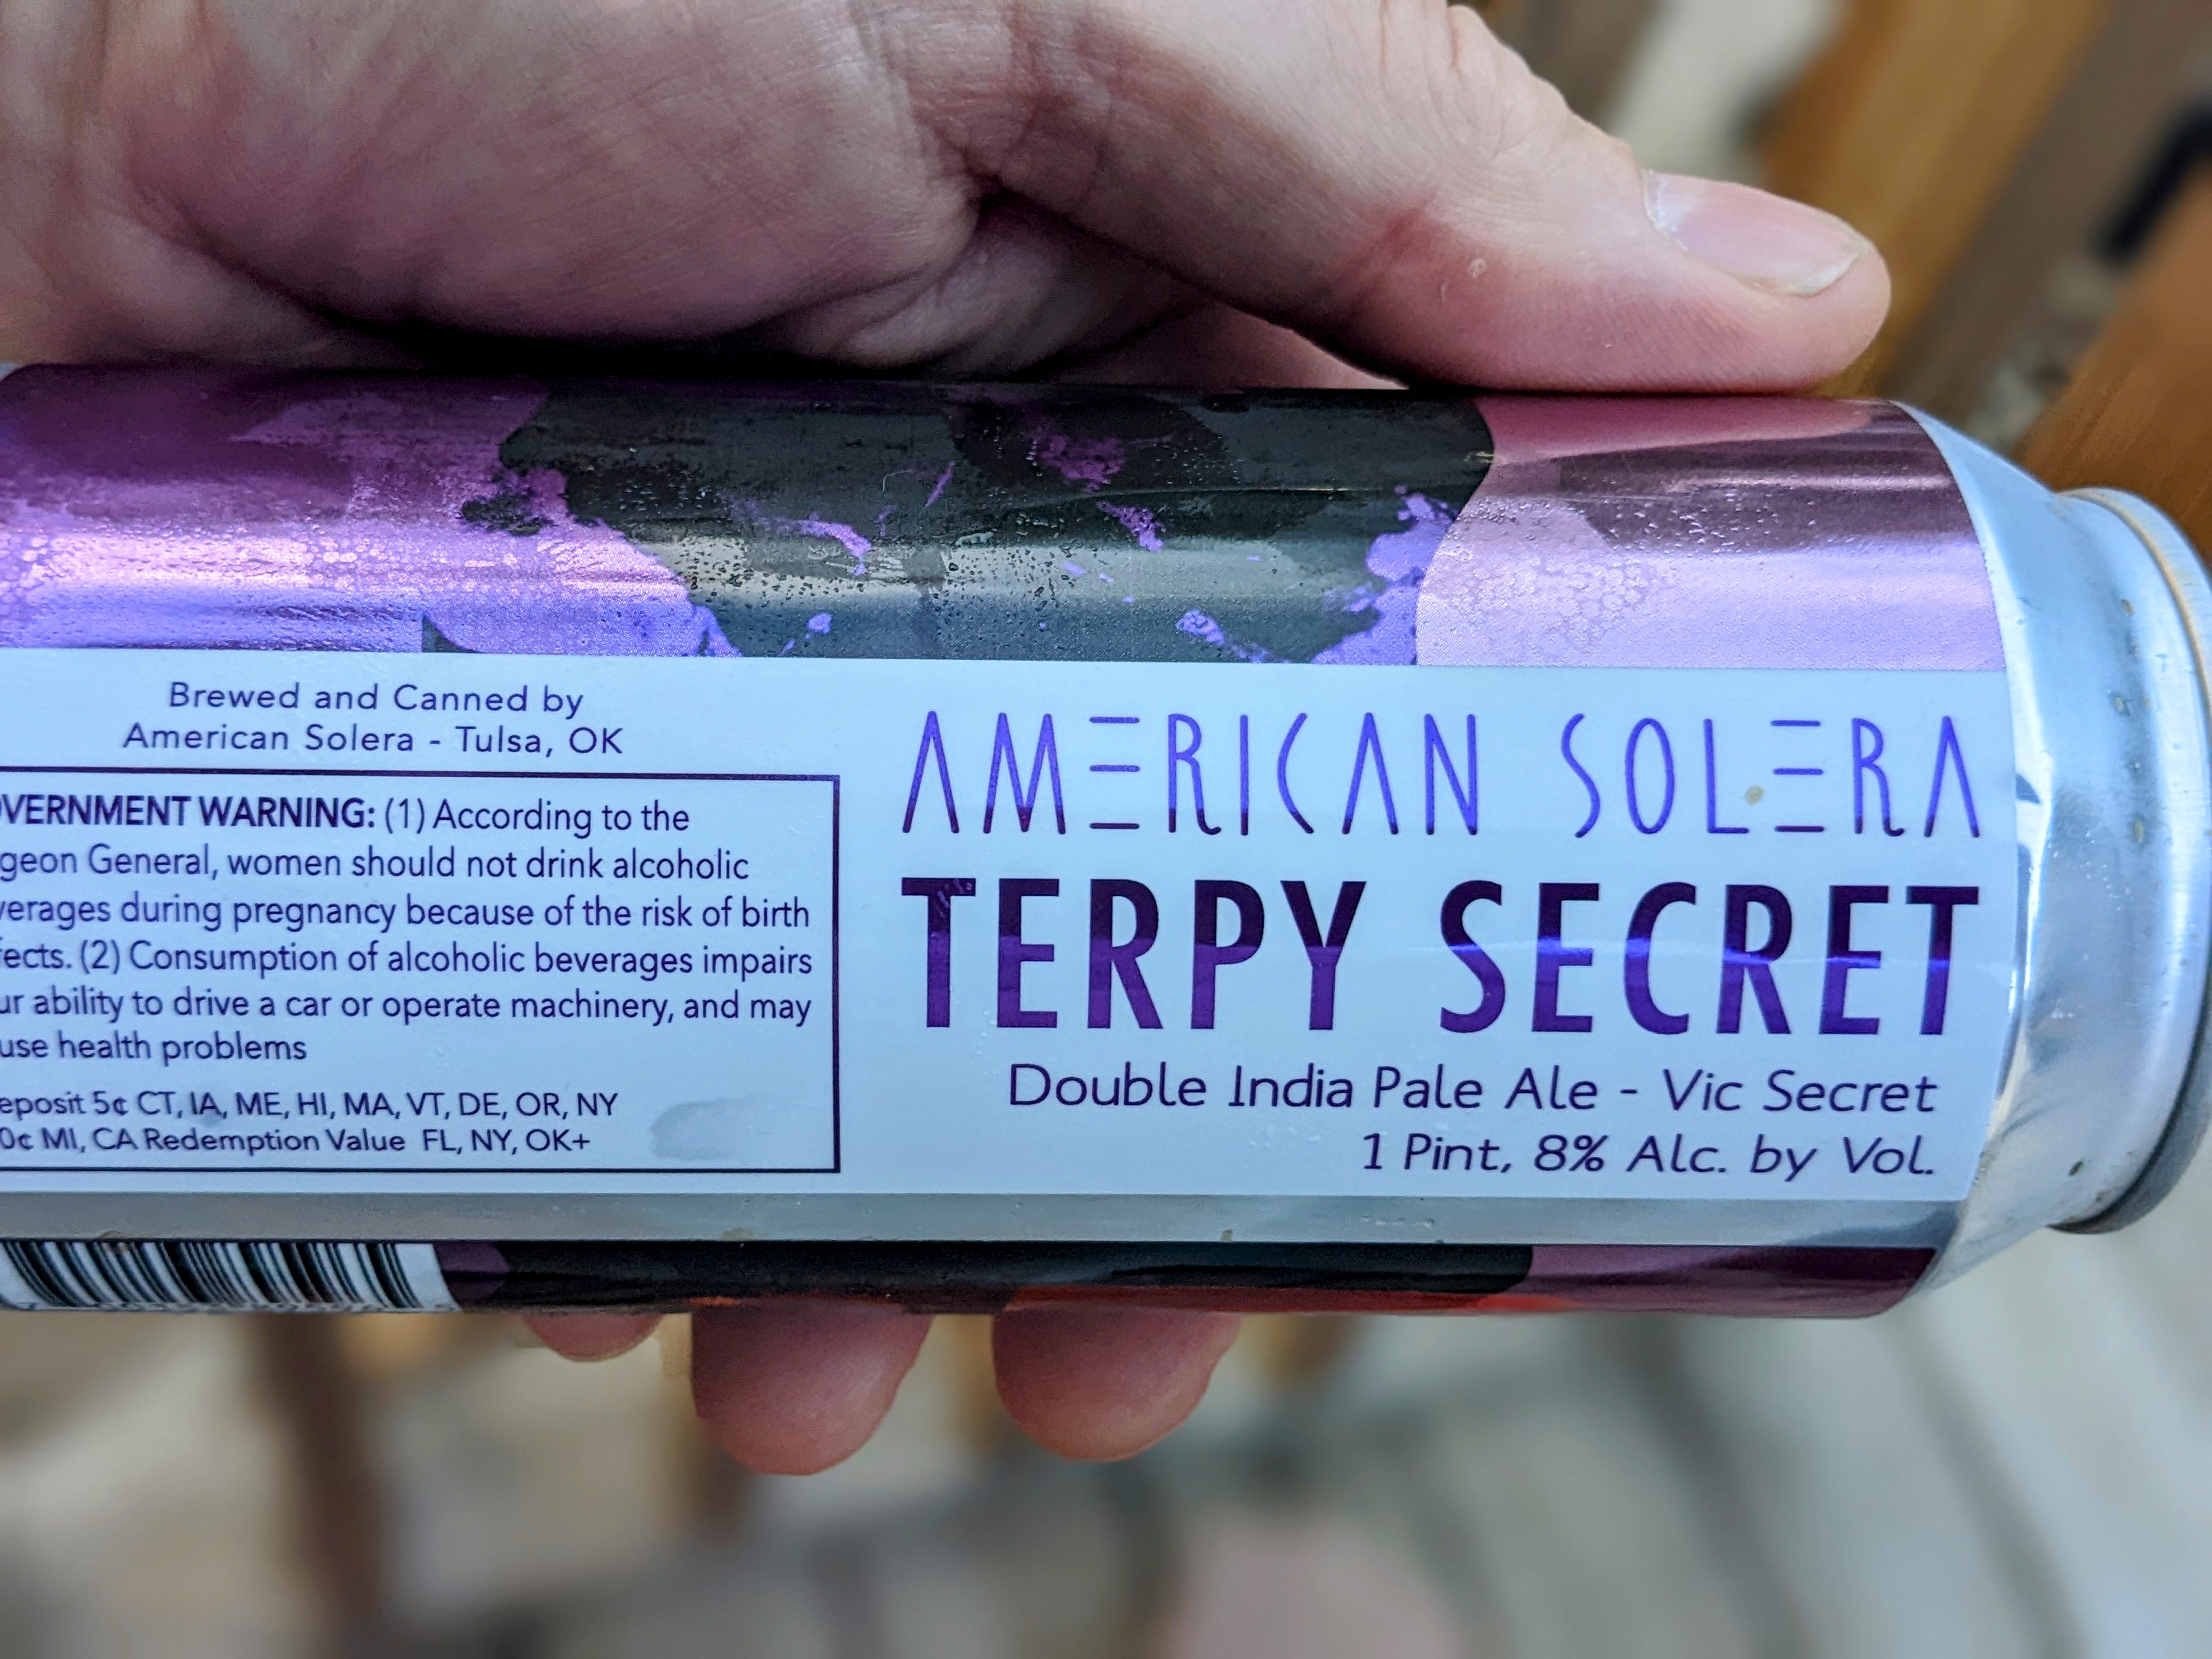 Brewed and Canned by
American Solera - Tulsa, OK
VERNMENT WARNING: (1) According to the
geon General, women should not drink alcoholic
verages during pregnancy because of the risk of birth
fects. (2) Consumption of alcoholic beverages impairs
ur ability to drive a car or operate machinery, and may
use health problems
eposit 5¢ CT, IA, ME, HI, MA, VT, DE, OR, NY
0¢ MI, CA Redemption Value FL, NY, OK+
AMERICAN SOLERA
TERPY SECRET
Double India Pale Ale - Vic Secret
1 Pint, 8% Alc. by Vol.